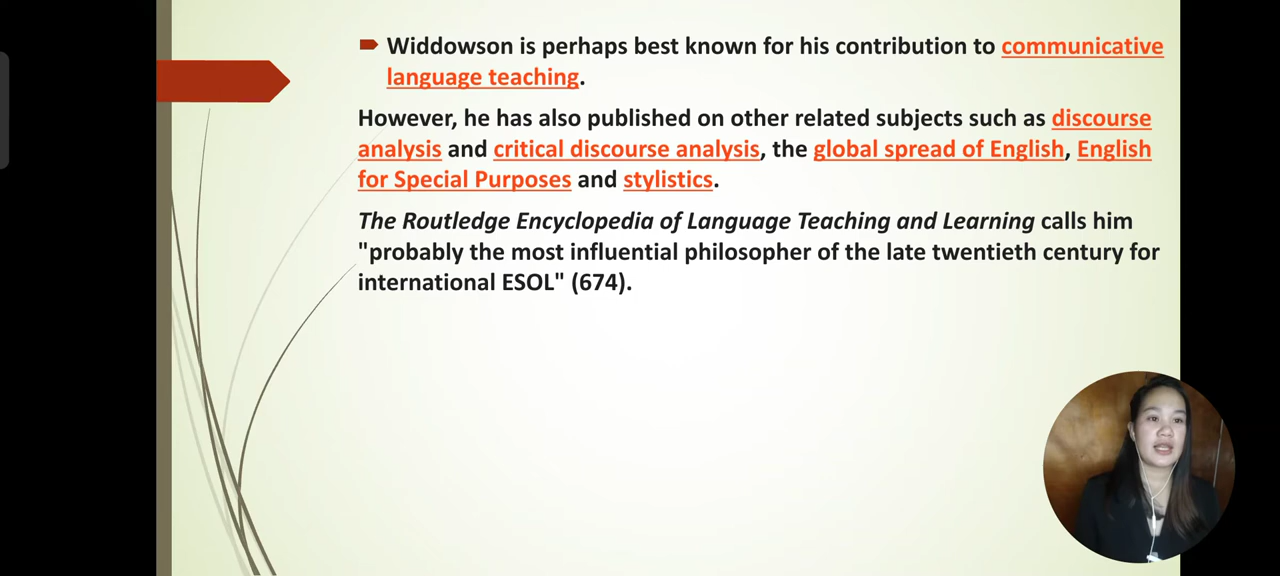 Widdowson is perhaps best known for his contribution to communicative
language teaching.
However, he has also published on other related subjects such as discourse
analysis and critical discourse analysis, the global spread of English, English
for Special Purposes and stylistics.
The Routledge Encyclopedia of Language Teaching and Learning calls him
"probably the most influential philosopher of the late twentieth century for
international ESOL" (674).